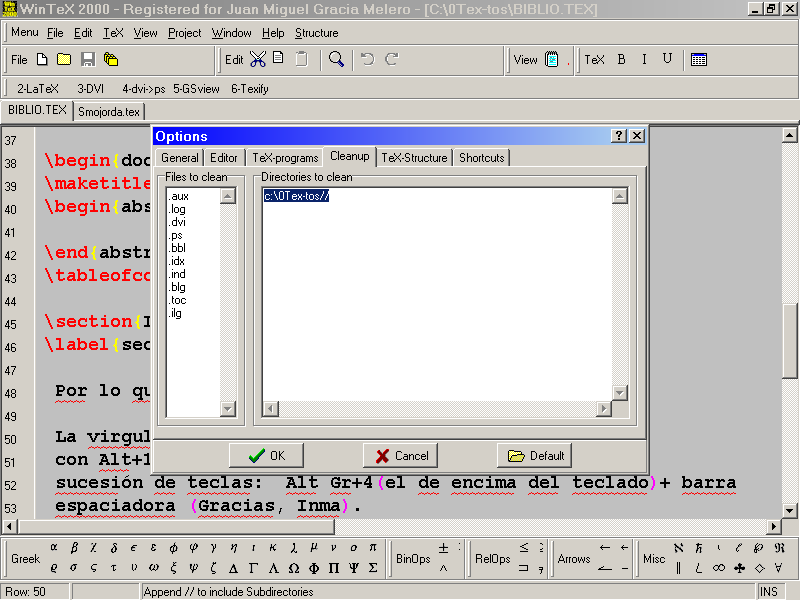 WinTeX 2000 - Registered for Juan Miguel Gracia Melero - [C:\0Tex-tos\BIBLIO.TEX]
Menu File Edit TeX View Project Window Help Structure
File Edit View TeX B I U
2-LaTeX 3-DVI 4-dvi->ps 5-GSview 6-Texify
BIBLIO.TEX Smojorda.tex
Options
General Editor TeX-programs Cleanup TeX-Structure Shortcuts
Files to clean Directories to clean
.aux
.log
.dvi
.ps
.bbl
.idx
.ind
.blg
.toc
.ilg
c:\0Tex-tos//
OK Cancel Default
37
38 \begin{doc
39 \maketitle
40 \begin{abs
41
42 \end{abstr
43 \tableofco
44
45 \section{I
46 \label{sec
47
48 Por lo qu
49
50 La virgul
51 con Alt+1
52 sucesión de teclas: Alt Gr+4(el de encima del teclado)+ barra
53 espaciadora (Gracias, Inma).
Greek α β χ δ ϵ ε ϕ φ γ η ι κ λ μ ν ο π
ϱ σ ς τ υ ω ξ ψ ζ Δ Γ Λ Ω Φ Π Ψ Σ
BinOps ± RelOps ≤ Arrows ← Misc ℵ ℏ ı ℓ ℘ ℜ
∧ ⊐ ∥ ∠ ∞ ♣ ◇ ∀
Row: 50 Append // to include Subdirectories INS